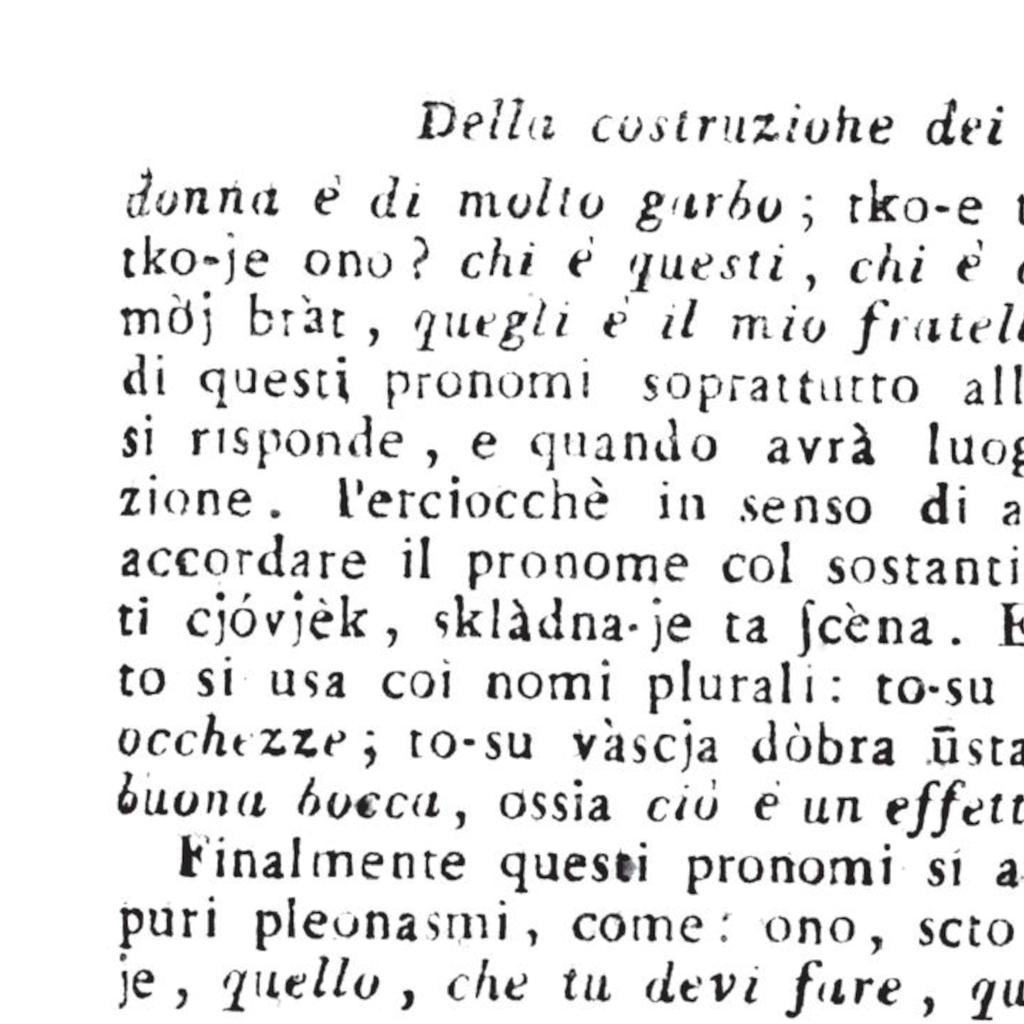 Della costruzione dei
donna è di molto garbo; tko-e
tko-je ono? chi è questi, chi è
mòj bràt, quegli è il mio fratell
di questi pronomi soprattutto all
si risponde, e quando avrà luog
zione. Perciocchè in senso di a
accordare il pronome col sostanti
ti cjóvjèk, sklàdna-je ta ſcèna. E
to si usa coi nomi plurali: to-su
occhezze; to-su vàscja dòbra ūsta
buona bocca, ossia ciò è un effett
Finalmente questi pronomi si a
puri pleonasmi, come: ono, scto
je, quello, che tu devi fare, qu